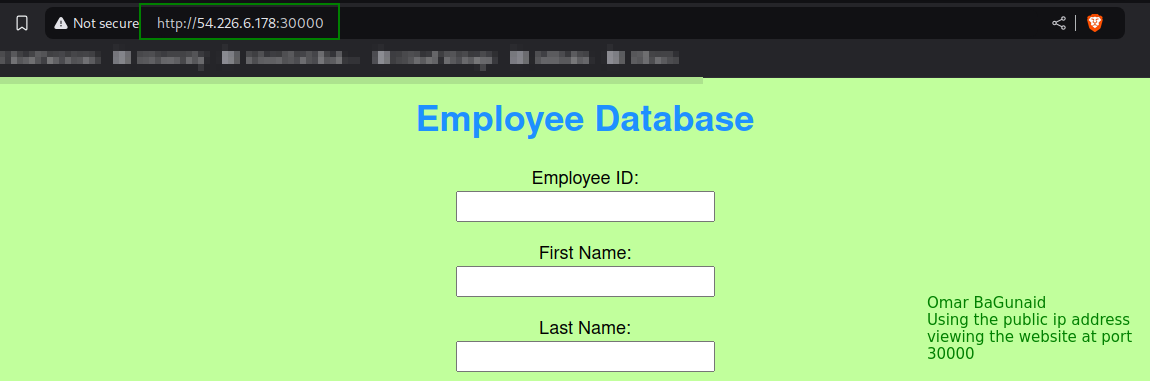 Not secure http://54.226.6.178:30000
Employee Database
Employee ID:
First Name:
Last Name:
Omar BaGunaid
Using the public ip address
viewing the website at port
30000